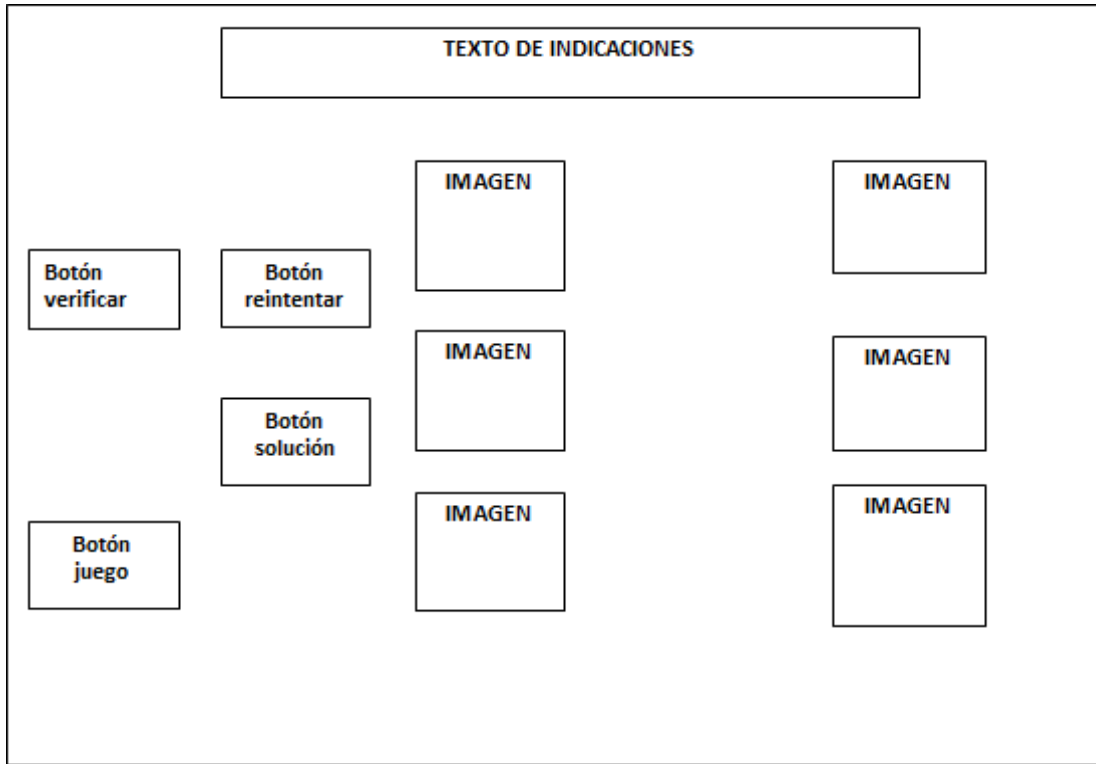 TEXTO DE INDICACIONES
IMAGEN
IMAGEN
Botón
verificar
Botón
reintentar
IMAGEN
IMAGEN
Botón
solución
IMAGEN
IMAGEN
Botón
juego